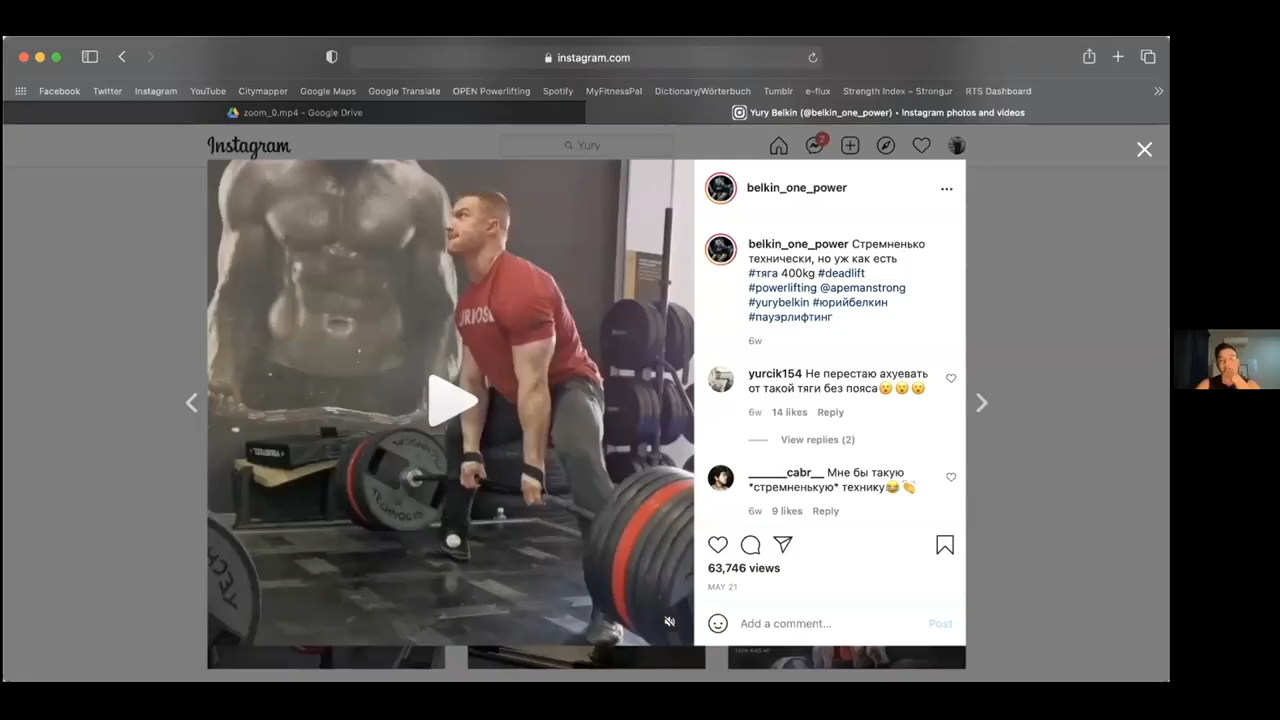 instagram.com
Facebook Twitter Instagram YouTube Citymapper Google Maps Google Translate OPEN Powerlifting Spotify MyFitnessPal Dictionary/Wörterbuch Tumblr e-flux Strength Index – Strongur RTS Dashboard
zoom_0.mp4 - Google Drive
Yury Belkin (@belkin_one_power) • Instagram photos and videos
Instagram
Yury
2
belkin_one_power
belkin_one_power Стремненько
технически, но уж как есть
#тяга 400kg #deadlift
#powerlifting @apemanstrong
#yurybelkin #юрийбелкин
#пауэрлифтинг
6w
yurcik154 Не перестаю ахуевать
от такой тяги без пояса😮😮😮
6w 14 likes Reply
View replies (2)
_______cabr__ Мне бы такую
*стремненькую* технику😂👏
6w 9 likes Reply
63,746 views
MAY 21
Add a comment...
Post
TECHNOGYM
TECH